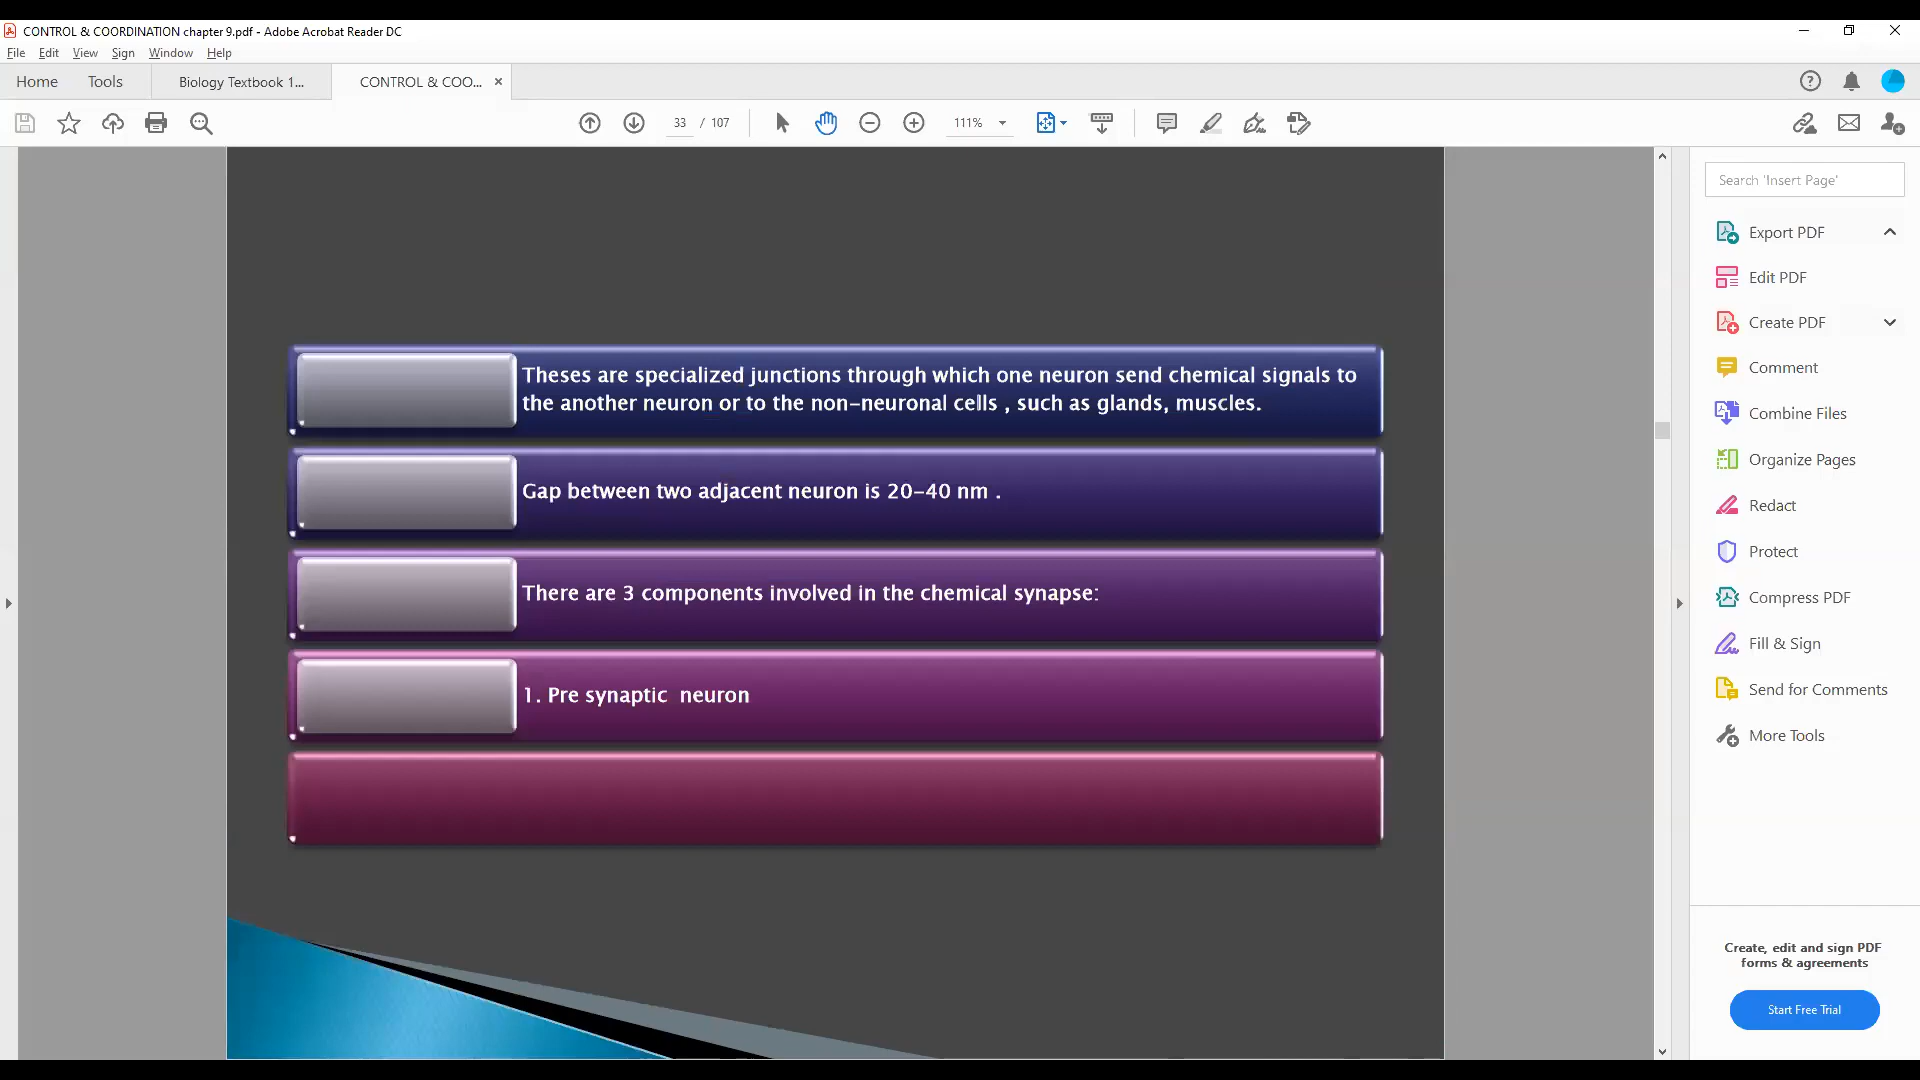 CONTROL & COORDINATION chapter 9.pdf - Adobe Acrobat Reader DC
File Edit View Sign Window Help
Home Tools Biology Textbook 1... CONTROL & COO... ×
33 / 107 111%
Search 'Insert Page'
Export PDF
Edit PDF
Create PDF
Comment
Combine Files
Organize Pages
Redact
Protect
Compress PDF
Fill & Sign
Send for Comments
More Tools
Theses are specialized junctions through which one neuron send chemical signals to
the another neuron or to the non-neuronal cells , such as glands, muscles.
Gap between two adjacent neuron is 20-40 nm .
There are 3 components involved in the chemical synapse:
1. Pre synaptic  neuron
Create, edit and sign PDF
forms & agreements
Start Free Trial